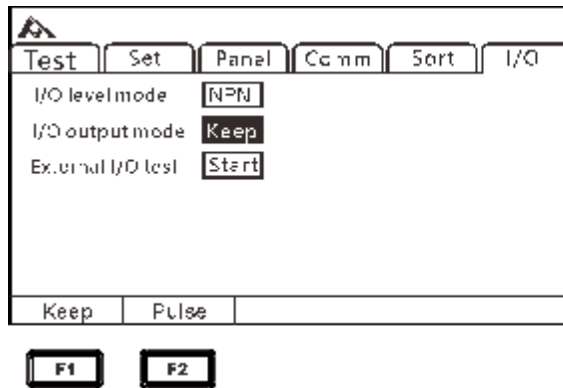 Test Set Panel Comm Sort I/O
I/O level mode NPN
I/O output mode Keep
External I/O test Start
Keep Pulse
F1 F2